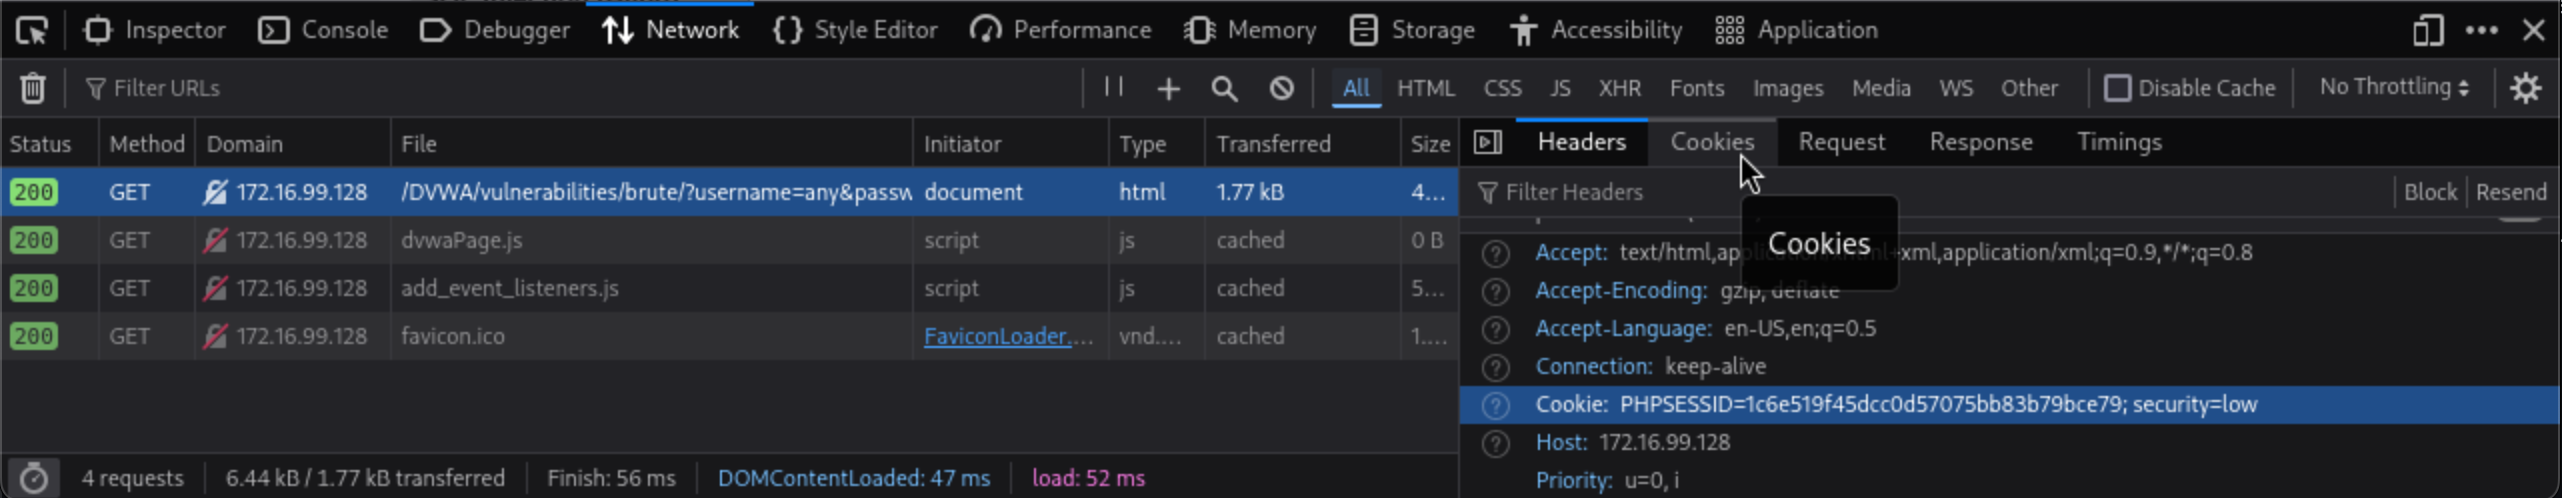 Inspector Console Debugger Network Style Editor Performance Memory Storage Accessibility Application
Filter URLs All HTML CSS JS XHR Fonts Images Media WS Other Disable Cache No Throttling
Status Method Domain File Initiator Type Transferred Size Headers Cookies Request Response Timings
200 GET 172.16.99.128 /DVWA/vulnerabilities/brute/?username=any&passw document html 1.77 kB 4...
200 GET 172.16.99.128 dvwaPage.js script js cached 0 B
200 GET 172.16.99.128 add_event_listeners.js script js cached 5...
200 GET 172.16.99.128 favicon.ico FaviconLoader.... vnd.... cached 1....
4 requests 6.44 kB / 1.77 kB transferred Finish: 56 ms DOMContentLoaded: 47 ms load: 52 ms
Filter Headers Block Resend
Cookies
Accept: text/html,application/xhtml+xml,application/xml;q=0.9,*/*;q=0.8
Accept-Encoding: gzip, deflate
Accept-Language: en-US,en;q=0.5
Connection: keep-alive
Cookie: PHPSESSID=1c6e519f45dcc0d57075bb83b79bce79; security=low
Host: 172.16.99.128
Priority: u=0, i